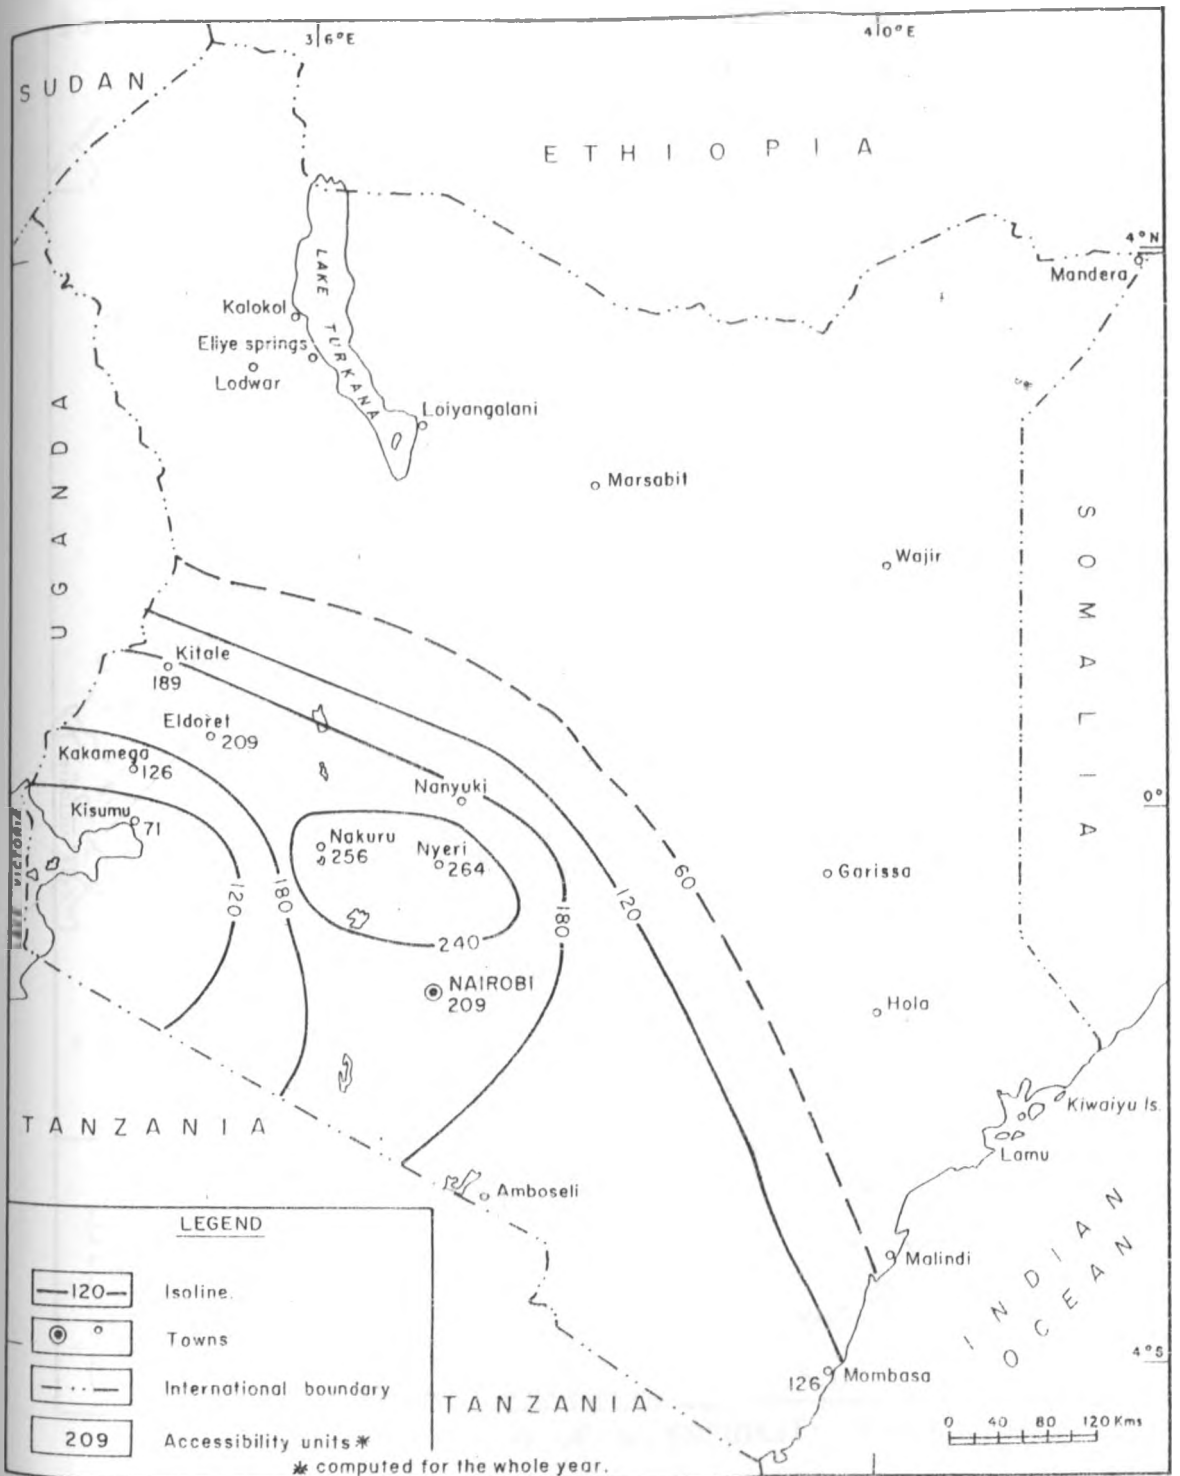 36°E
40°E
SUDAN
ETHIOPIA
4°N
Mandera
LAKE TURKANA
Kalokol
Eliye springs
Lodwar
Loiyangalani
UGANDA
Marsabit
SOMALIA
Wajir
Kitale
189
Eldoret
209
Kakamega
126
Nanyuki
0°
Kisumu
71
Nakuru
256
Nyeri
264
LAKE VICTORIA
120
180
240
180
120
60
Garissa
NAIROBI
209
Hola
Kiwaiyu Is.
Lamu
TANZANIA
Amboseli
Malindi
INDIAN
OCEAN
4°S
Mombasa
126
TANZANIA
0 40 80 120 Kms
LEGEND
120 Isoline.
Towns
International boundary
209 Accessibility units*
* computed for the whole year.